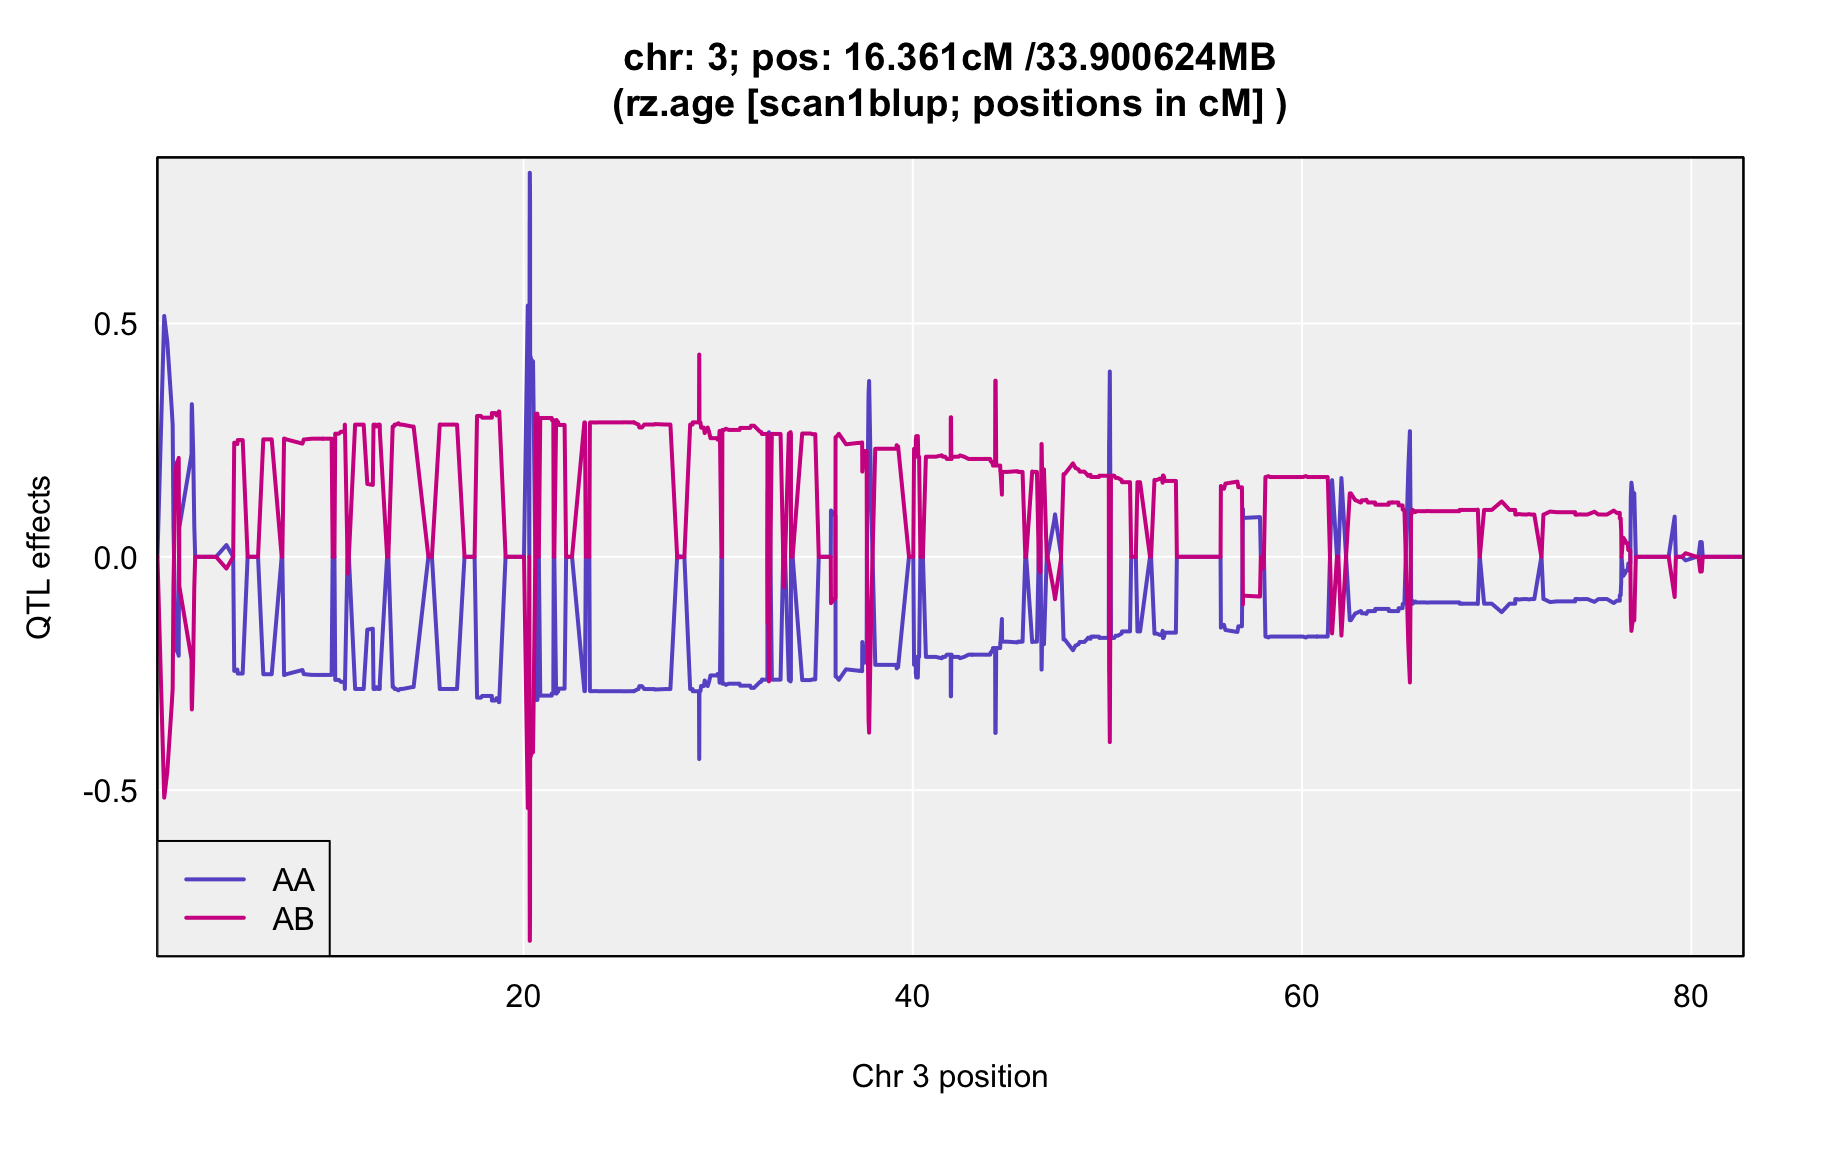 chr: 3; pos: 16.361cM /33.900624MB
(rz.age [scan1blup; positions in cM] )
QTL effects
0.5
0.0
-0.5
AA
AB
20
40
60
80
Chr 3 position